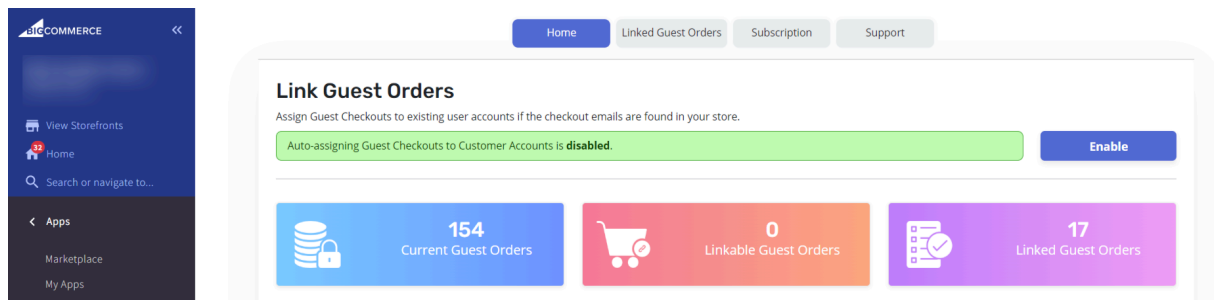 BIGCOMMERCE
View Storefronts
32
Home
Search or navigate to...
Apps
Marketplace
My Apps
Home
Linked Guest Orders
Subscription
Support
Link Guest Orders
Assign Guest Checkouts to existing user accounts if the checkout emails are found in your store.
Auto-assigning Guest Checkouts to Customer Accounts is disabled.
Enable
154
Current Guest Orders
0
Linkable Guest Orders
17
Linked Guest Orders